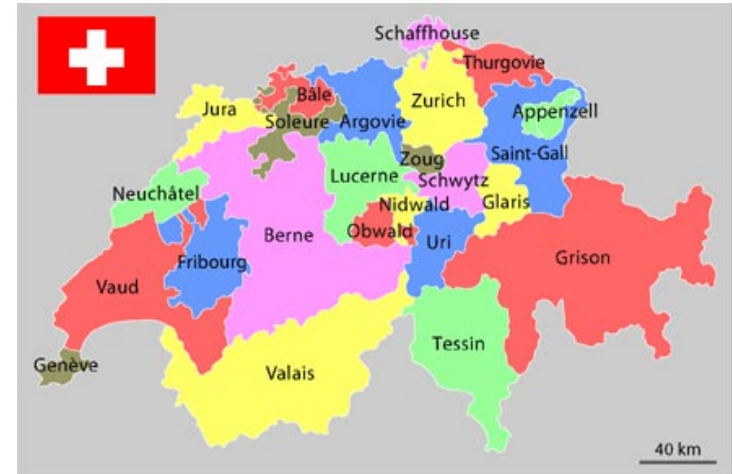 Schaffhouse
Thurgovie
Bâle
Zurich
Jura
Appenzell
Soleure
Argovie
Saint-Gall
Zoug
Lucerne
Schwytz
Neuchâtel
Nidwald
Glaris
Berne
Obwald
Uri
Fribourg
Grison
Vaud
Tessin
Genève
Valais
40 km